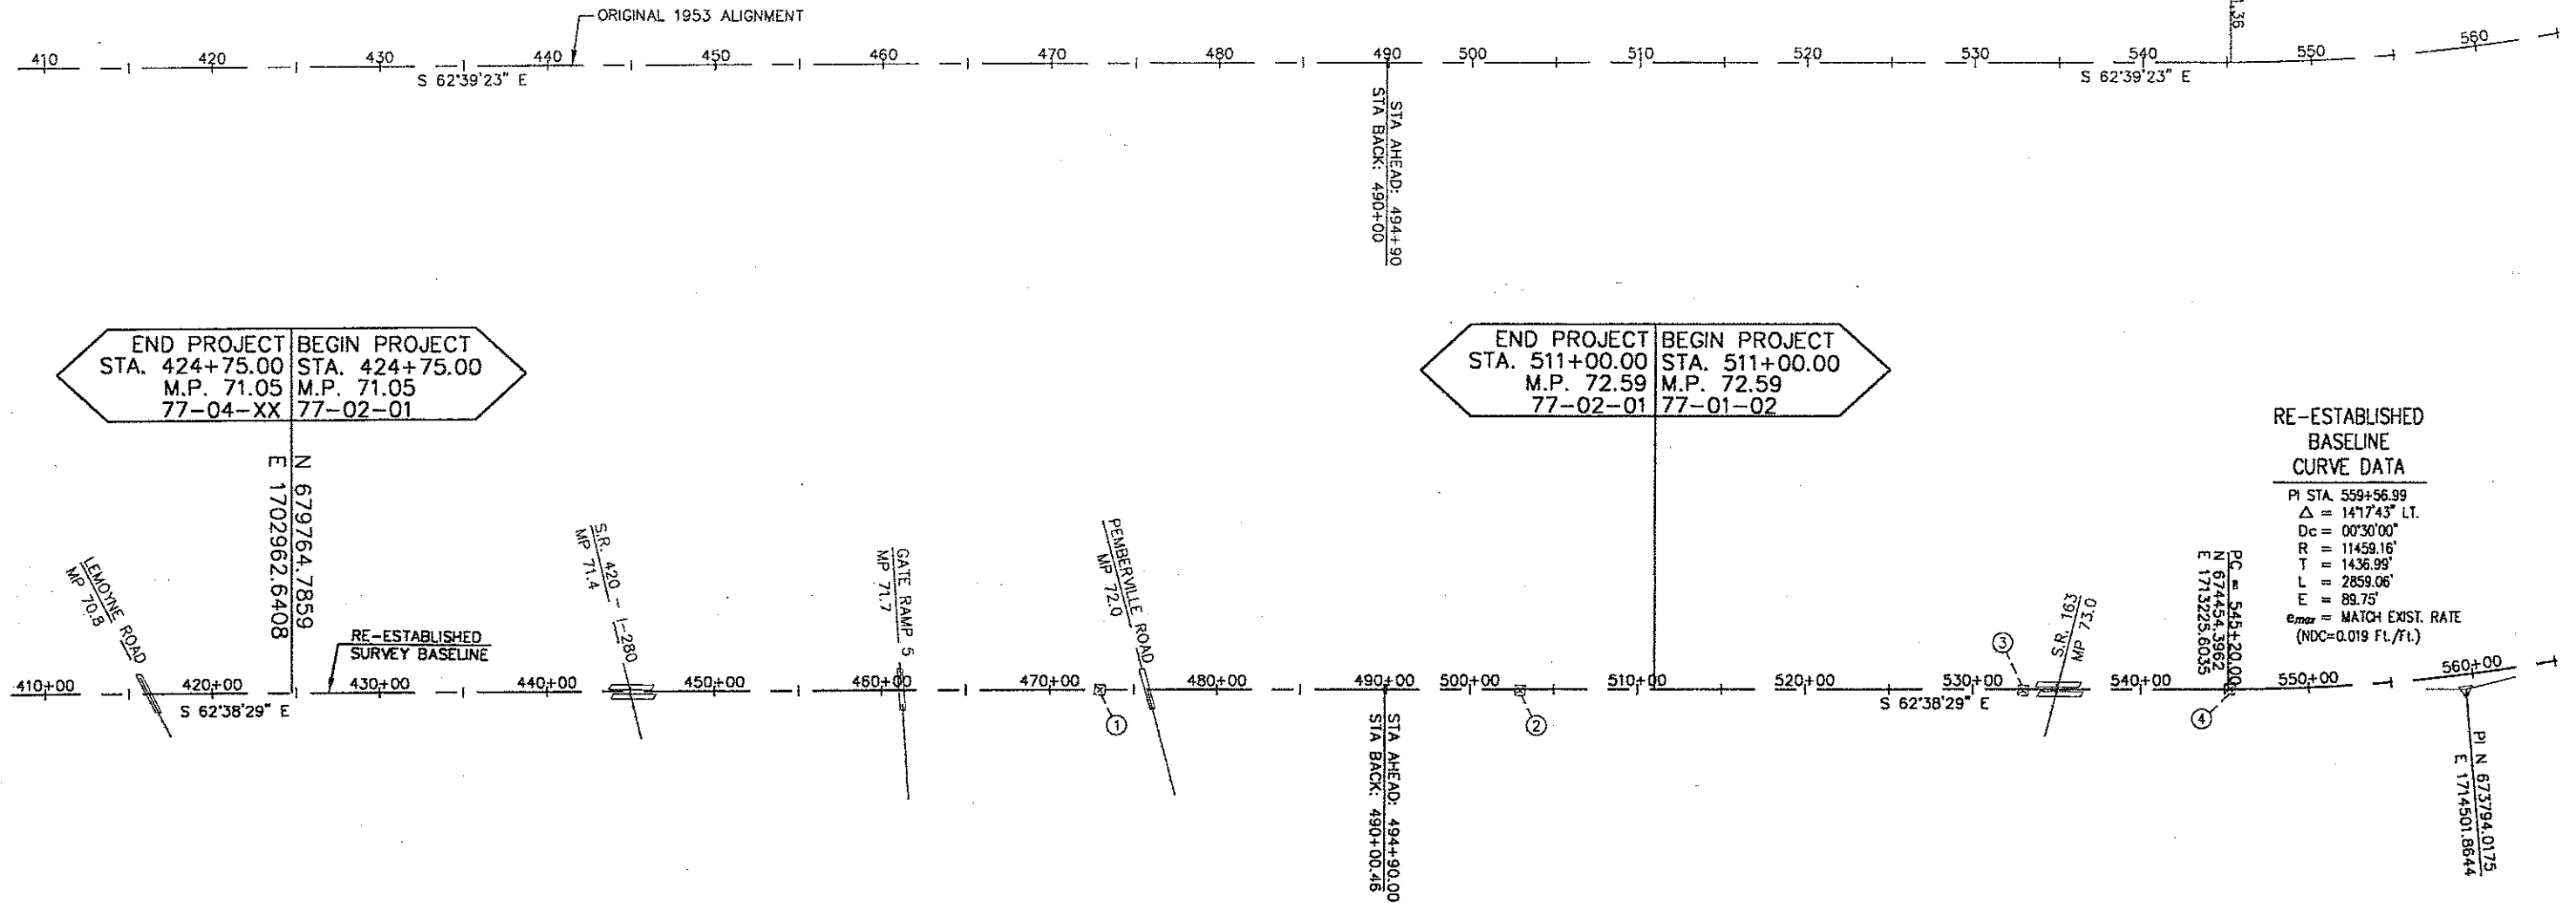 ORIGINAL 1953 ALIGNMENT
1.36
410 420 430 440 450 460 470 480 490 500 510 520 530 540 550 560
S 62°39'23" E
S 62°39'23" E
STA AHEAD: 494+90
STA BACK: 490+00
END PROJECT
STA. 424+75.00
M.P. 71.05
77-04-XX
BEGIN PROJECT
STA. 424+75.00
M.P. 71.05
77-02-01
N 679764.7859
E 1702962.6408
END PROJECT
STA. 511+00.00
M.P. 72.59
77-02-01
BEGIN PROJECT
STA. 511+00.00
M.P. 72.59
77-01-02
RE-ESTABLISHED
BASELINE
CURVE DATA
PI STA. 559+56.99
Δ = 14°17'43" LT.
Dc = 00°30'00"
R = 11459.16'
T = 1436.99'
L = 2859.06'
E = 89.75'
emax = MATCH EXIST. RATE
(NDC=0.019 Ft./Ft.)
LEMOYNE ROAD
MP 70.8
RE-ESTABLISHED
SURVEY BASELINE
S.R. 420 - I-280
MP 71.4
GATE RAMP 5
MP 71.7
PEMBERVILLE ROAD
MP 72.0
S.R. 163
MP 73.0
PC = 545+20.00
N 674454.3962
E 1713225.6035
410+00 420+00 430+00 440+00 450+00 460+00 470+00 480+00 490+00 500+00 510+00 520+00 530+00 540+00 550+00 560+00
S 62°38'29" E
S 62°38'29" E
1
2
3
4
STA AHEAD: 494+90.00
STA BACK: 490+00.46
PI N 673794.0175
E 1714501.8644